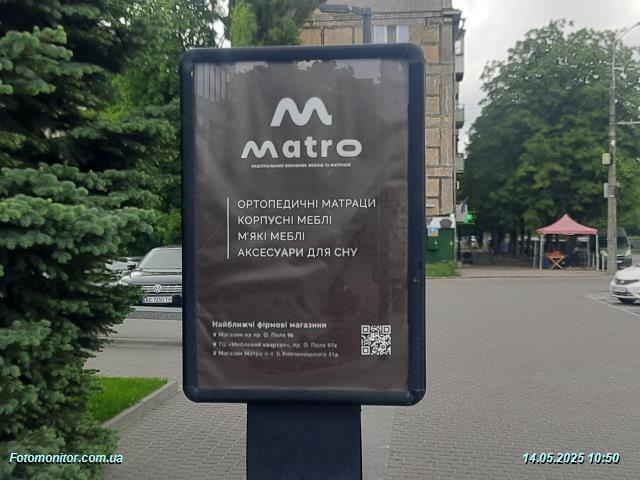 Matro
НАЦІОНАЛЬНИЙ ВИРОБНИК МЕБЛІВ ТА МАТРАЦІВ
ОРТОПЕДИЧНІ МАТРАЦИ
КОРПУСНІ МЕБЛІ
М'ЯКІ МЕБЛІ
АКСЕСУАРИ ДЛЯ СНУ
Найближчі фірмові магазини
Магазин на пр. О. Поля 96
ТЦ «Меблевий квартал», пр. О. Поля 97а
Магазин Матро п-т. Б.Хмельницького 31д
Fotomonitor.com.ua
14.05.2025 10:50